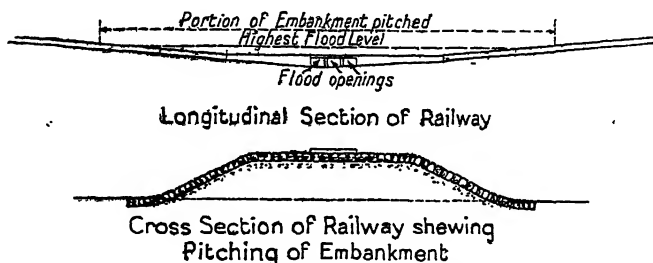 Portion of Embankment pitched
Highest Flood Level
Flood openings
Longitudinal Section of Railway
Cross Section of Railway shewing
Pitching of Embankment